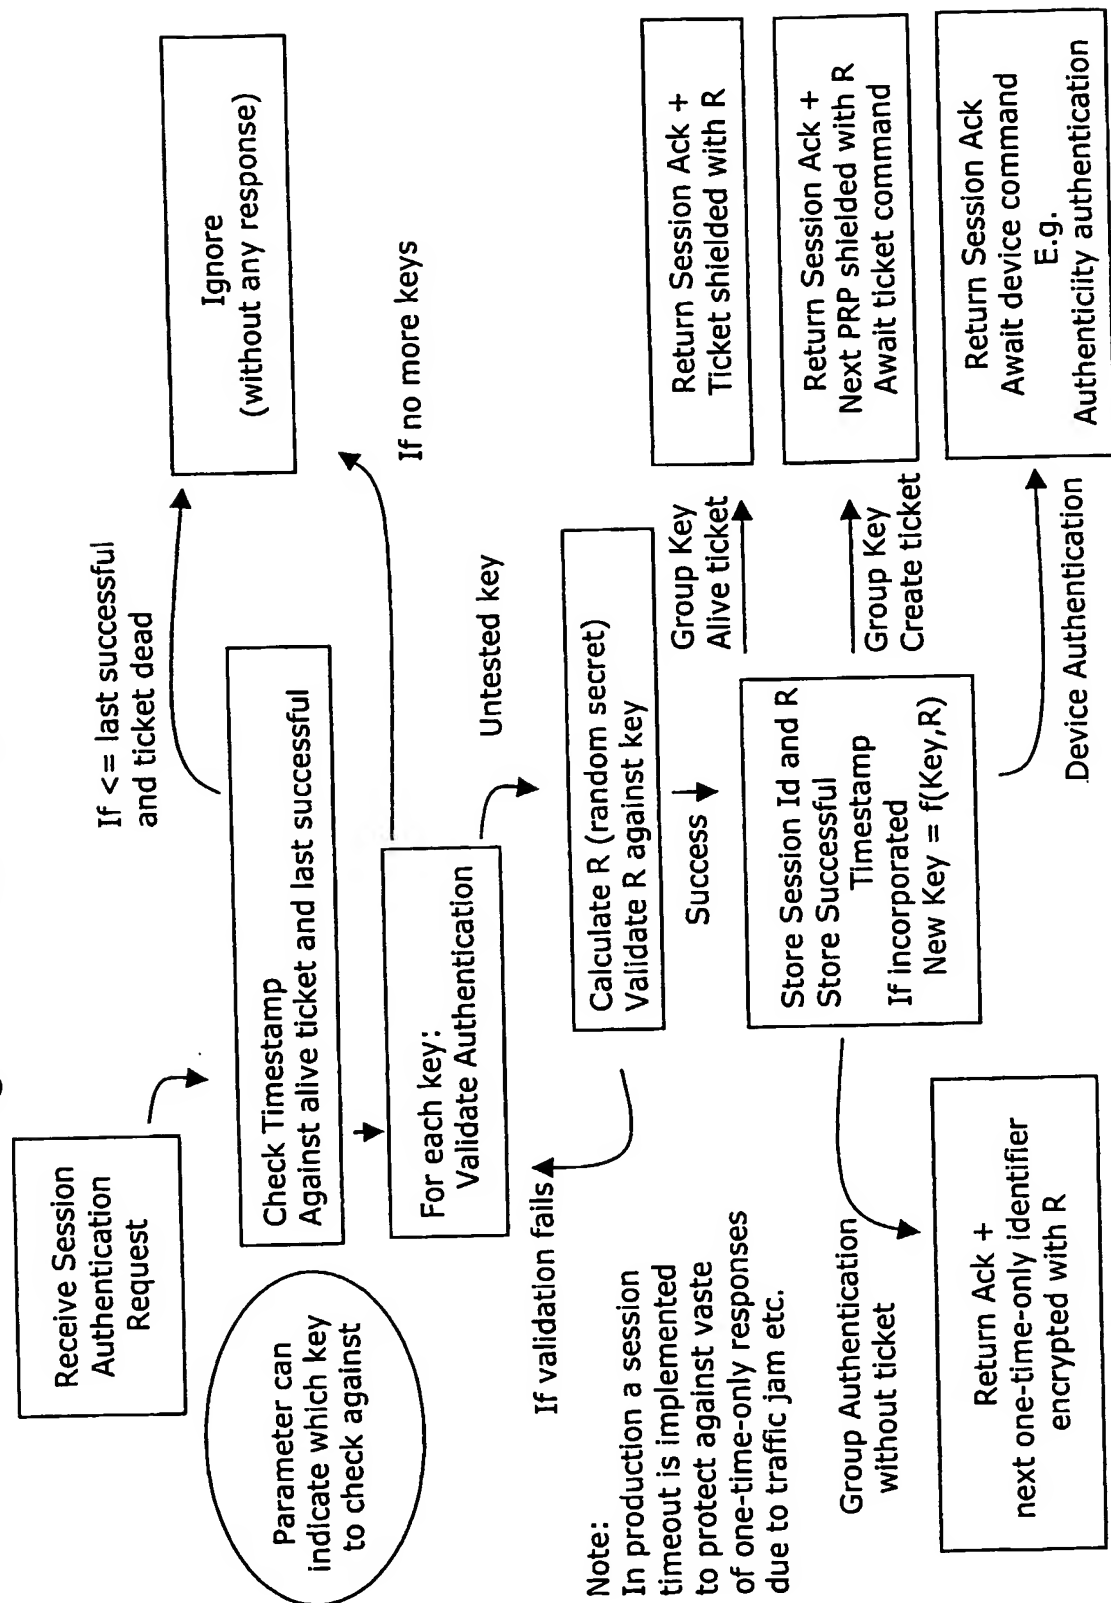 Receive Session
Authentication
Request
Parameter can
indicate which key
to check against
Check Timestamp
Against alive ticket and last successful
If <= last successful
and ticket dead
Ignore
(without any response)
For each key:
Validate Authentication
If no more keys
Untested key
If validation fails
Calculate R (random secret)
Validate R against key
Success
Note:
In production a session
timeout is implemented
to protect against vaste
of one-time-only responses
due to traffic jam etc.
Store Session Id and R
Store Successful
Timestamp
If incorporated
New Key = f(Key,R)
Group Key
Alive ticket
Return Session Ack +
Ticket shielded with R
Group Key
Create ticket
Return Session Ack +
Next PRP shielded with R
Await ticket command
Device Authentication
Return Session Ack
Await device command
E.g.
Authenticlity authentication
Group Authentication
without ticket
Return Ack +
next one-time-only identifier
encrypted with R